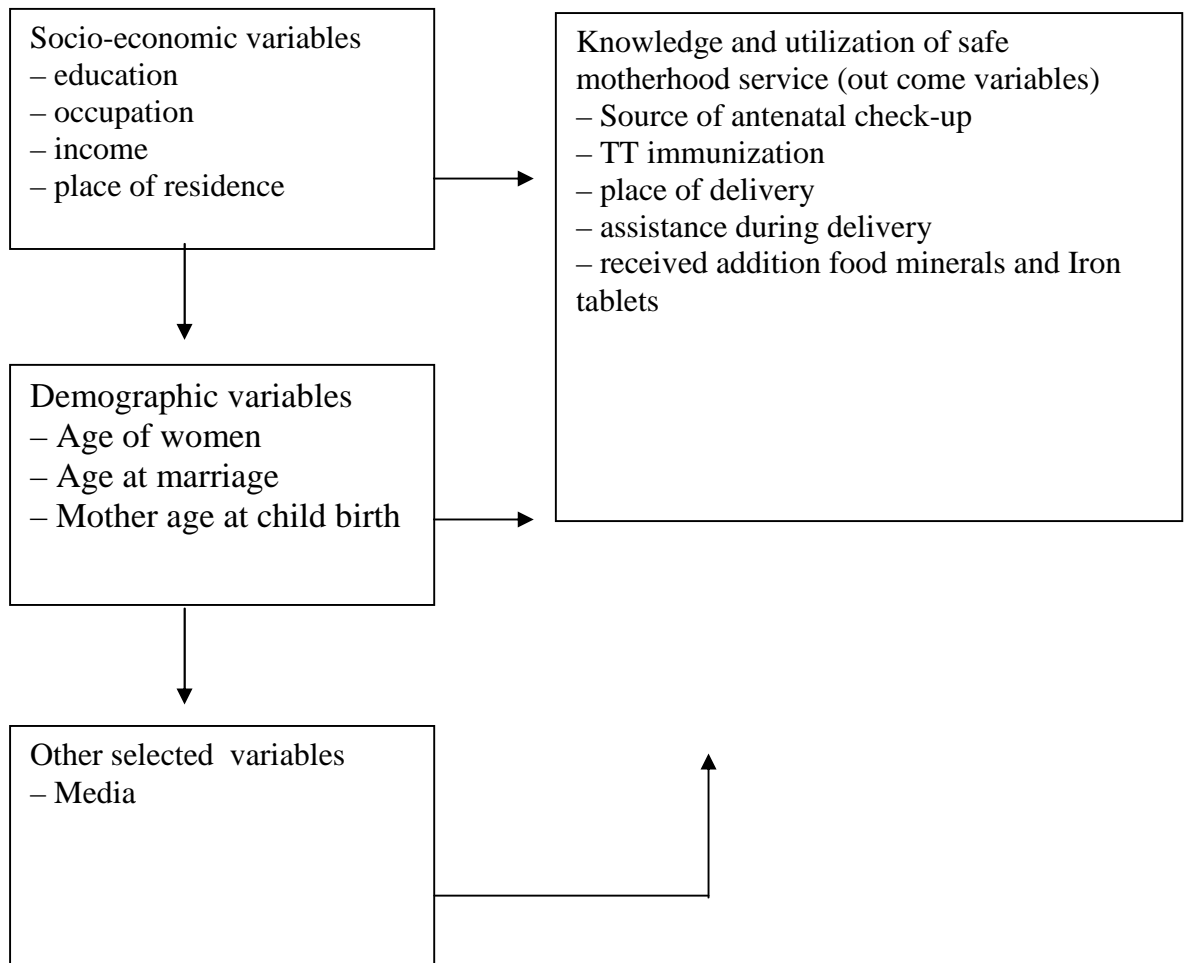 Socio-economic variables
– education
– occupation
– income
– place of residence
Knowledge and utilization of safe
motherhood service (out come variables)
– Source of antenatal check-up
– TT immunization
– place of delivery
– assistance during delivery
– received addition food minerals and Iron
tablets
Demographic variables
– Age of women
– Age at marriage
– Mother age at child birth
Other selected variables
– Media